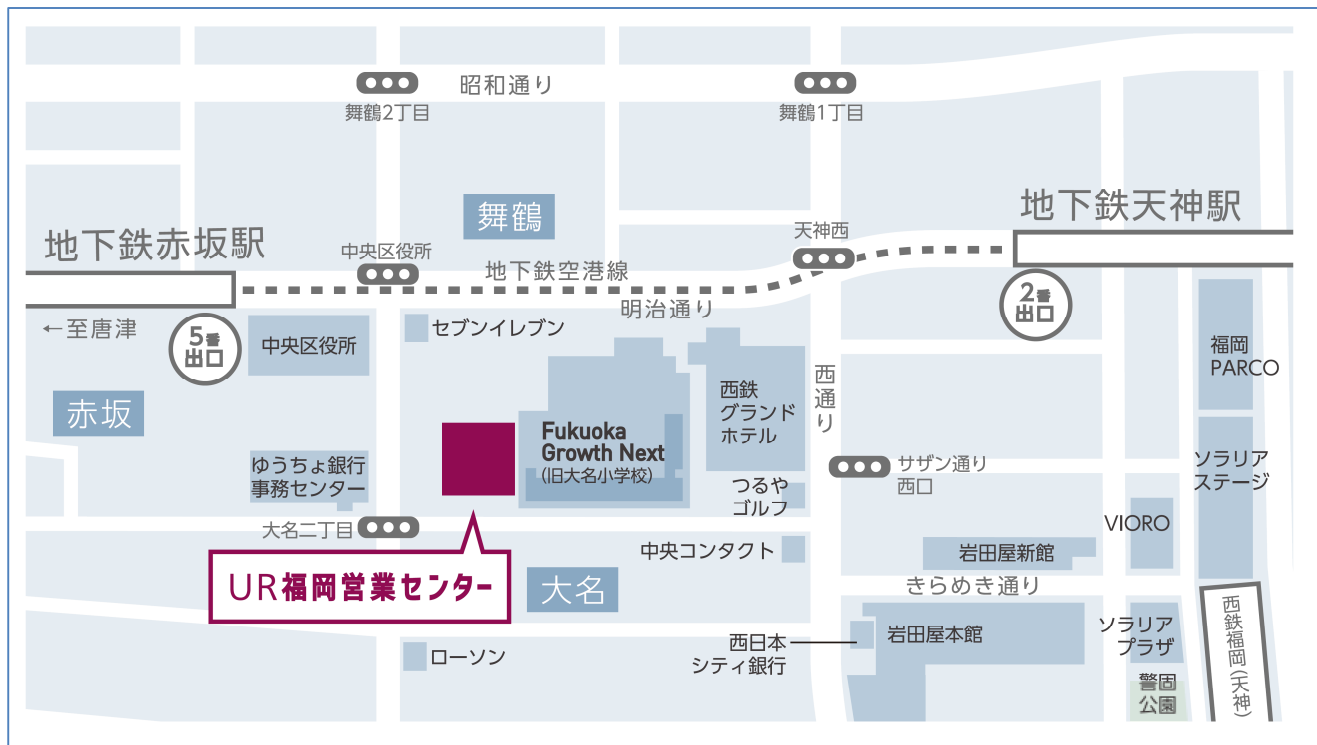 昭和通り
舞鶴2丁目
舞鶴1丁目
舞鶴
地下鉄天神駅
地下鉄赤坂駅
中央区役所
天神西
地下鉄空港線
明治通り
←至唐津
5番
出口
2番
出口
中央区役所
セブンイレブン
福岡
PARCO
赤坂
西鉄
グランド
ホテル
西通り
Fukuoka
Growth Next
(旧大名小学校)
ゆうちょ銀行
事務センター
サザン通り
西口
ソラリア
ステージ
つるや
ゴルフ
大名二丁目
VIORO
中央コンタクト
岩田屋新館
UR福岡営業センター
大名
きらめき通り
西日本
シティ銀行
岩田屋本館
ソラリア
プラザ
西鉄福岡(天神)
ローソン
警固
公園